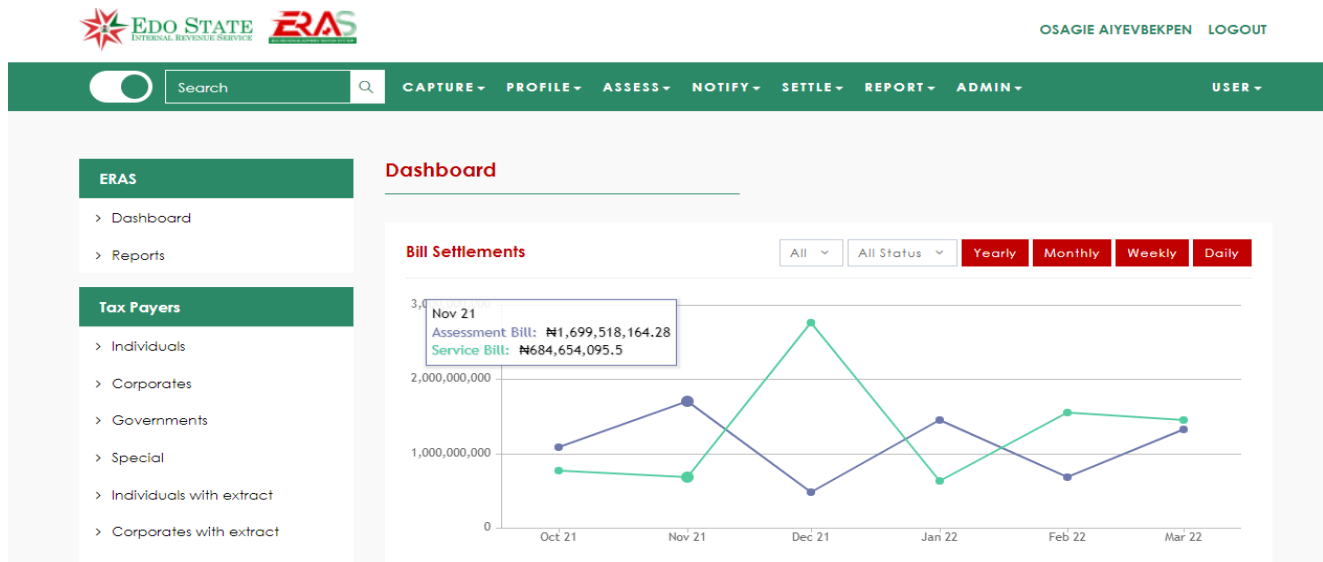 EDO STATE
INTERNAL REVENUE SERVICE
ERAS
OSAGIE AIYEVBEKPEN LOGOUT
Search CAPTURE PROFILE ASSESS NOTIFY SETTLE REPORT ADMIN USER
ERAS
Dashboard
Reports
Tax Payers
Individuals
Corporates
Governments
Special
Individuals with extract
Corporates with extract
Dashboard
Bill Settlements All All Status Yearly Monthly Weekly Daily
Nov 21
Assessment Bill: ₦1,699,518,164.28
Service Bill: ₦684,654,095.5
3,000,000,000
2,000,000,000
1,000,000,000
0
Oct 21 Nov 21 Dec 21 Jan 22 Feb 22 Mar 22